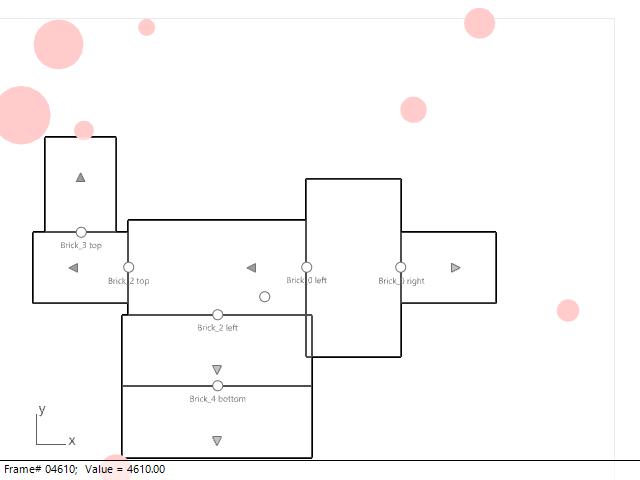 Brick_3 top
Brick_2 top
Brick_0 left
Brick_0 right
Brick_2 left
Brick_4 bottom
y
x
Frame# 04610; Value = 4610.00